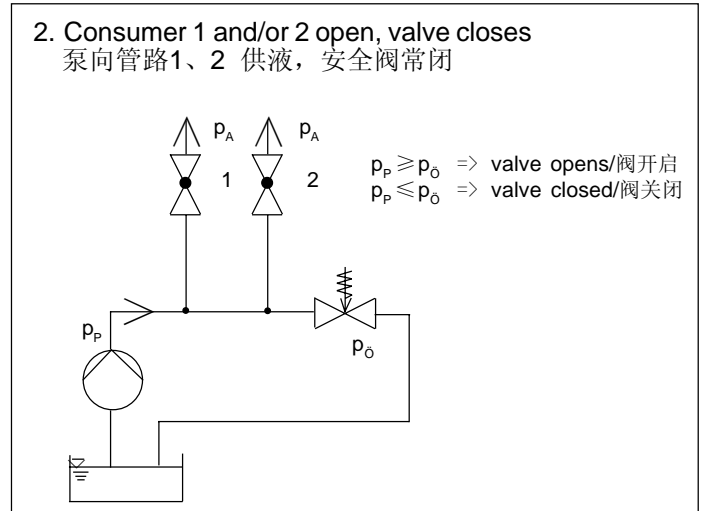 2. Consumer 1 and/or 2 open, valve closes
泵向管路1、2 供液，安全阀常闭
p_A p_A
1 2
p_P ≥ p_Ö => valve opens/阀开启
p_P ≤ p_Ö => valve closed/阀关闭
p_P
p_Ö